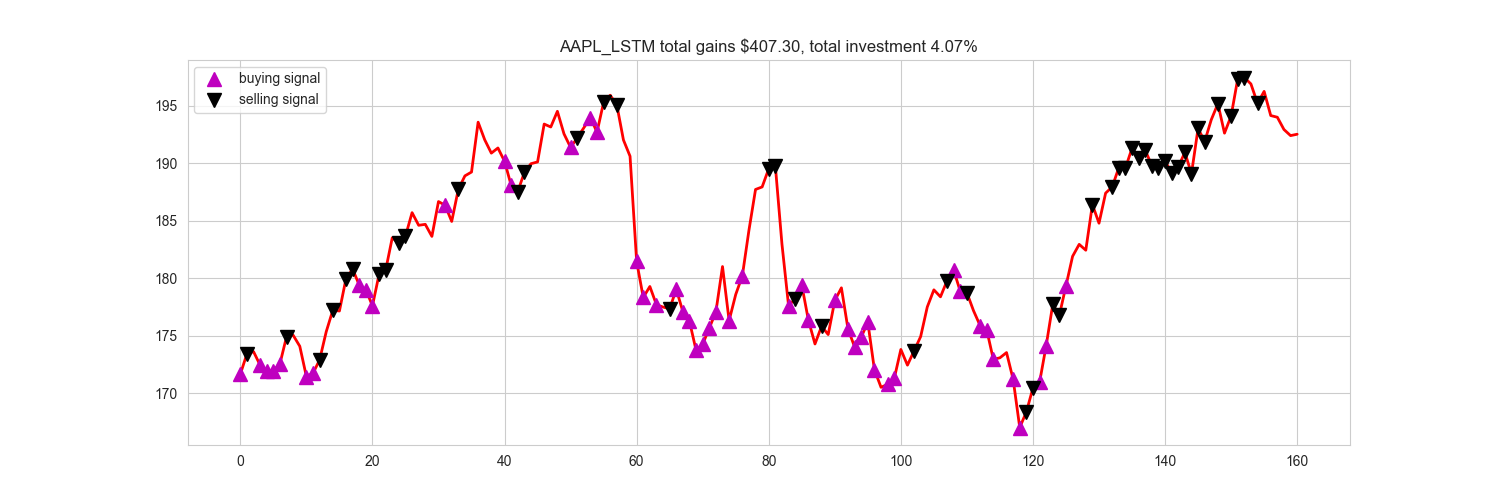 AAPL_LSTM total gains $407.30, total investment 4.07%
buying signal
selling signal
195
190
185
180
175
170
0 20 40 60 80 100 120 140 160